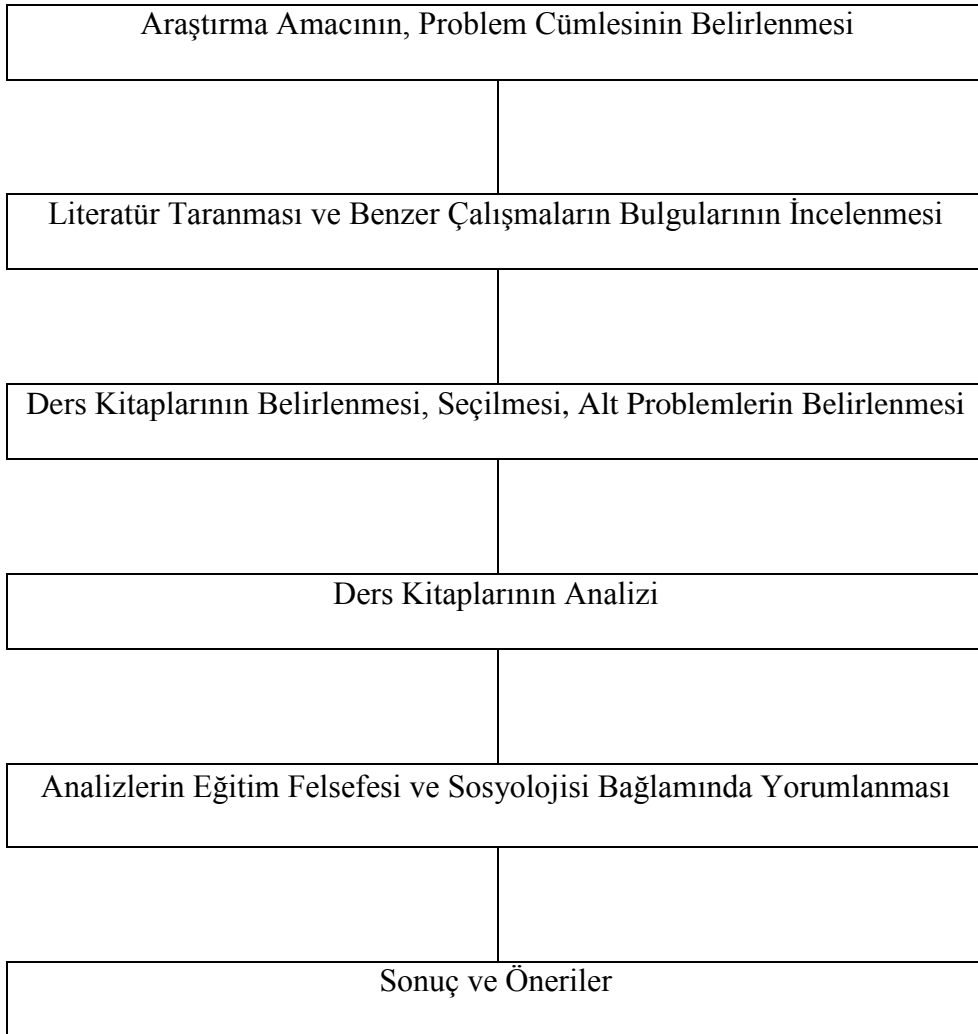 Araştırma Amacının, Problem Cümlesinin Belirlenmesi
Literatür Taranması ve Benzer Çalışmaların Bulgularının İncelenmesi
Ders Kitaplarının Belirlenmesi, Seçilmesi, Alt Problemlerin Belirlenmesi
Ders Kitaplarının Analizi
Analizlerin Eğitim Felsefesi ve Sosyolojisi Bağlamında Yorumlanması
Sonuç ve Öneriler